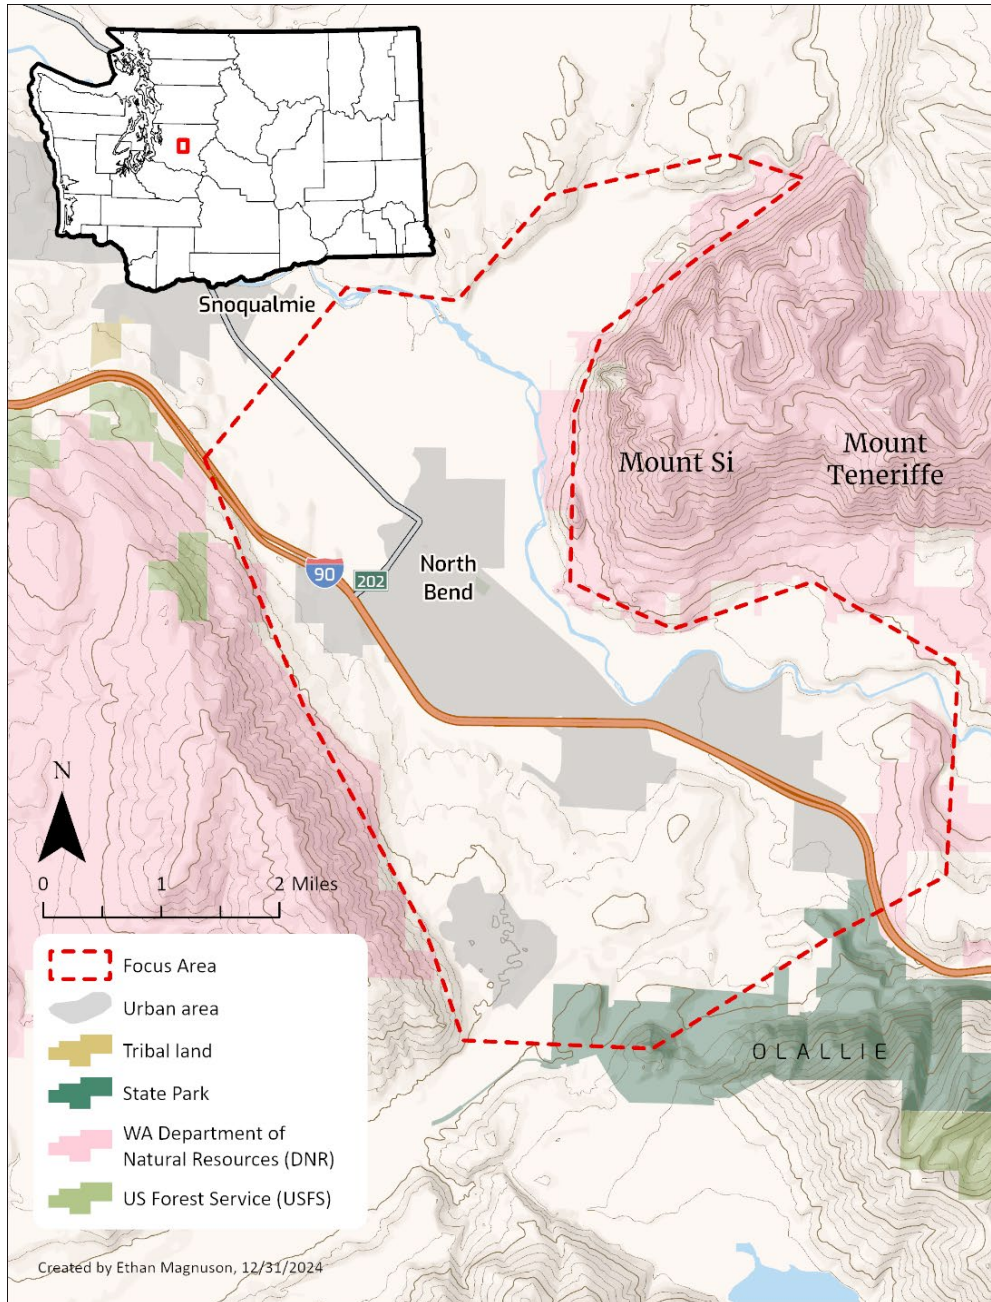 Snoqualmie
Mount Si
Mount
Teneriffe
North
Bend
90
202
N
0 1 2 Miles
Focus Area
Urban area
Tribal land
State Park
WA Department of
Natural Resources (DNR)
US Forest Service (USFS)
OLALLIE
Created by Ethan Magnuson, 12/31/2024